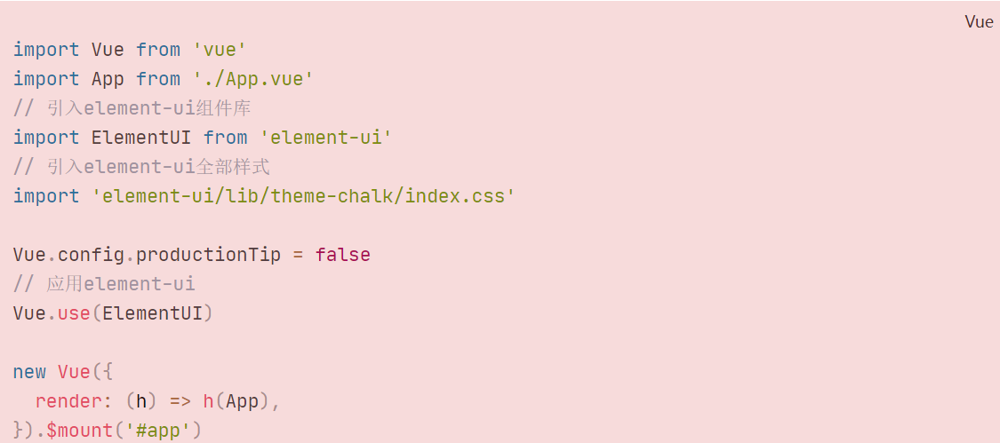 Vue
import Vue from 'vue'
import App from './App.vue'
// 引入element-ui组件库
import ElementUI from 'element-ui'
// 引入element-ui全部样式
import 'element-ui/lib/theme-chalk/index.css'
Vue.config.productionTip = false
// 应用element-ui
Vue.use(ElementUI)
new Vue({
  render: (h) => h(App),
}).$mount('#app')